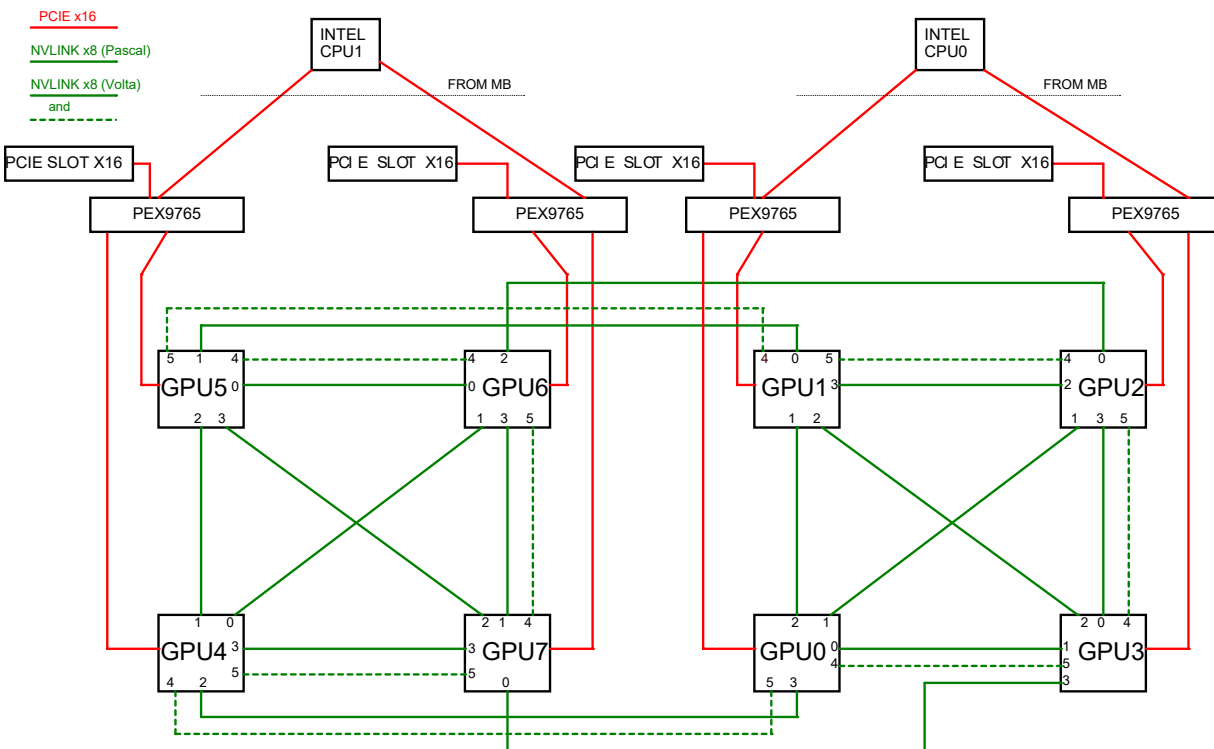 PCIE x16
NVLINK x8 (Pascal)
NVLINK x8 (Volta)
and
INTEL
CPU1
INTEL
CPU0
FROM MB
FROM MB
PCIE SLOT X16
PCI E SLOT X16
PCI E SLOT X16
PCI E SLOT X16
PEX9765
PEX9765
PEX9765
PEX9765
5 1 4
4 2
4 0 5
4 0
GPU5 0
0 GPU6
GPU1 3
2 GPU2
2 3
1 3 5
1 2
1 3 5
1 0
2 1 4
2 1
2 0 4
GPU4 3
3 GPU7
GPU0 0
1 GPU3
5
5
4
5
4 2
0
5 3
3